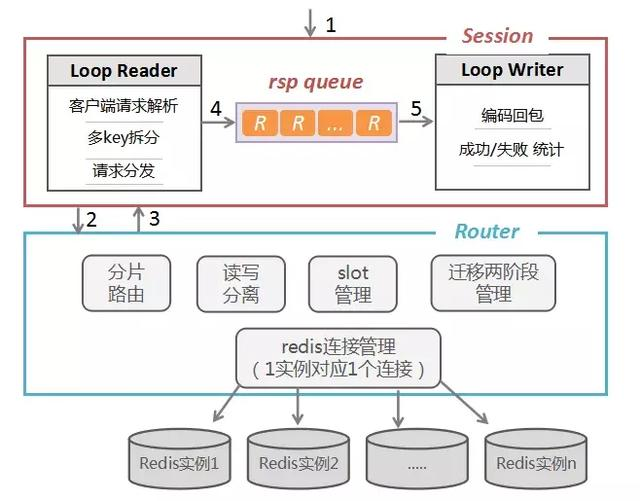 1
Session
Loop Reader
客户端请求解析
多key拆分
请求分发
4
rsp queue
R R ... R
5
Loop Writer
编码回包
成功/失败 统计
2
3
Router
分片
路由
读写
分离
slot
管理
迁移两阶段
管理
redis连接管理
（1实例对应1个连接）
Redis实例1
Redis实例2
.....
Redis实例n